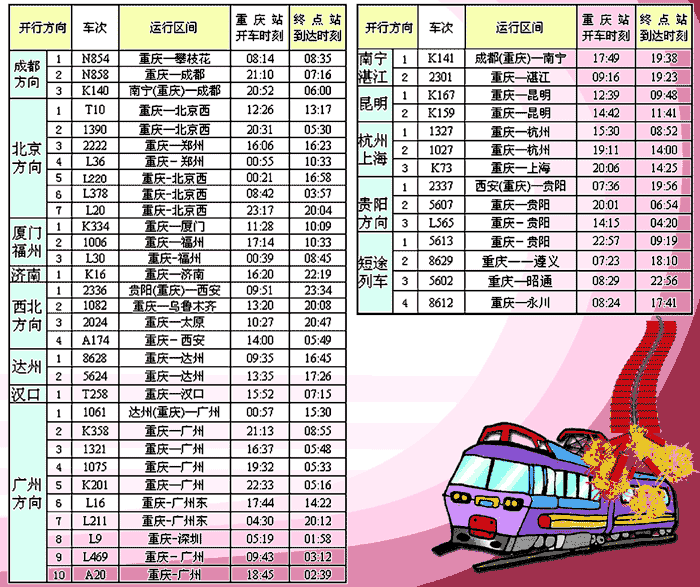 开行方向 车次 运行区间 重庆站开车时刻 终点站到达时刻
成都方向
1 N854 重庆—攀枝花 08:14 08:35
2 N858 重庆—成都 21:10 07:16
3 K140 南宁(重庆)—成都 20:52 06:00
北京方向
1 T10 重庆—北京西 12:26 13:17
2 1390 重庆—北京西 20:31 05:30
3 2222 重庆—郑州 16:06 16:23
4 L36 重庆-郑州 00:55 10:33
5 L220 重庆-北京西 00:21 16:58
6 L378 重庆-北京西 08:42 03:57
7 L20 重庆-北京西 23:17 20:04
厦门福州
1 K334 重庆—厦门 11:28 10:09
2 1006 重庆—福州 17:14 10:33
3 L30 重庆-福州 00:39 08:45
济南
1 K16 重庆—济南 16:20 22:19
西北方向
1 2336 贵阳(重庆)—西安 09:51 23:34
2 1082 重庆—乌鲁木齐 13:20 20:08
3 2024 重庆—太原 10:27 20:47
4 A174 重庆-西安 14:00 05:49
达州
1 8628 重庆—达州 09:35 16:45
2 5624 重庆—达州 13:35 17:26
汉口
1 T258 重庆—汉口 15:52 07:15
广州方向
1 1061 达州(重庆)—广州 00:57 15:30
2 K358 重庆—广州 21:13 08:55
3 1321 重庆—广州 16:37 05:48
4 1075 重庆—广州 19:32 05:33
5 K201 重庆—广州 22:33 05:16
6 L16 重庆-广州东 17:44 14:22
7 L211 重庆-广州东 04:30 20:12
8 L9 重庆-深圳 05:19 01:58
9 L469 重庆-广州 09:43 03:12
10 A20 重庆-广州 18:45 02:39
开行方向 车次 运行区间 重庆站开车时刻 终点站到达时刻
南宁湛江
1 K141 成都(重庆)—南宁 17:49 19:38
2 2301 重庆—湛江 09:16 19:23
昆明
1 K167 重庆—昆明 12:39 09:48
2 K159 重庆—昆明 14:42 11:41
杭州上海
1 1327 重庆—杭州 15:30 08:52
2 1027 重庆—杭州 19:11 14:00
3 K73 重庆—上海 20:06 14:25
贵阳方向
1 2337 西安(重庆)—贵阳 07:36 19:56
2 5607 重庆—贵阳 20:01 06:54
3 L565 重庆-贵阳 14:15 04:20
短途列车
1 5613 重庆-贵阳 22:57 09:19
2 8629 重庆——遵义 07:23 18:10
3 5602 重庆—昭通 08:29 22:56
4 8612 重庆—永川 08:24 17:41